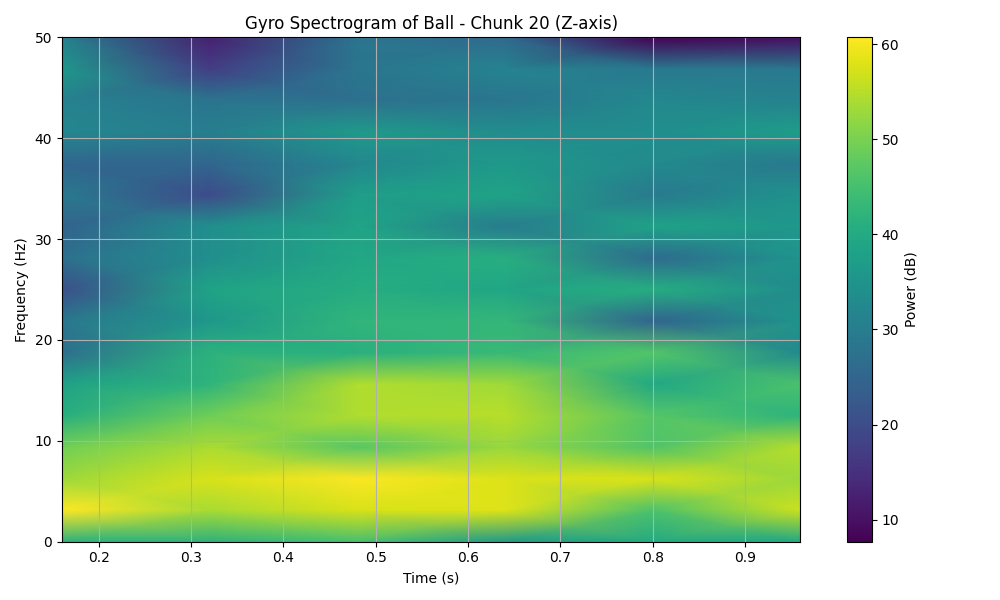 Gyro Spectrogram of Ball - Chunk 20 (Z-axis)
50
40
30
20
10
0
Frequency (Hz)
0.2 0.3 0.4 0.5 0.6 0.7 0.8 0.9
Time (s)
60
50
40
30
20
10
Power (dB)